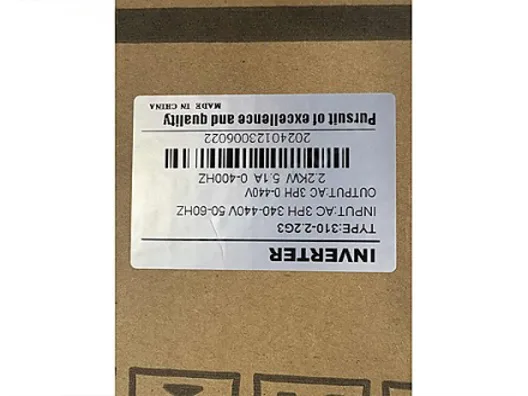 INVERTER
TYPE:310-2.2G3
INPUT:AC 3PH 340-440V 50-60HZ
OUTPUT:AC 3PH 0-440V
2.2KW 5.1A 0-400HZ
20240123006022
Pursuit of excellence and quality
MADE IN CHINA